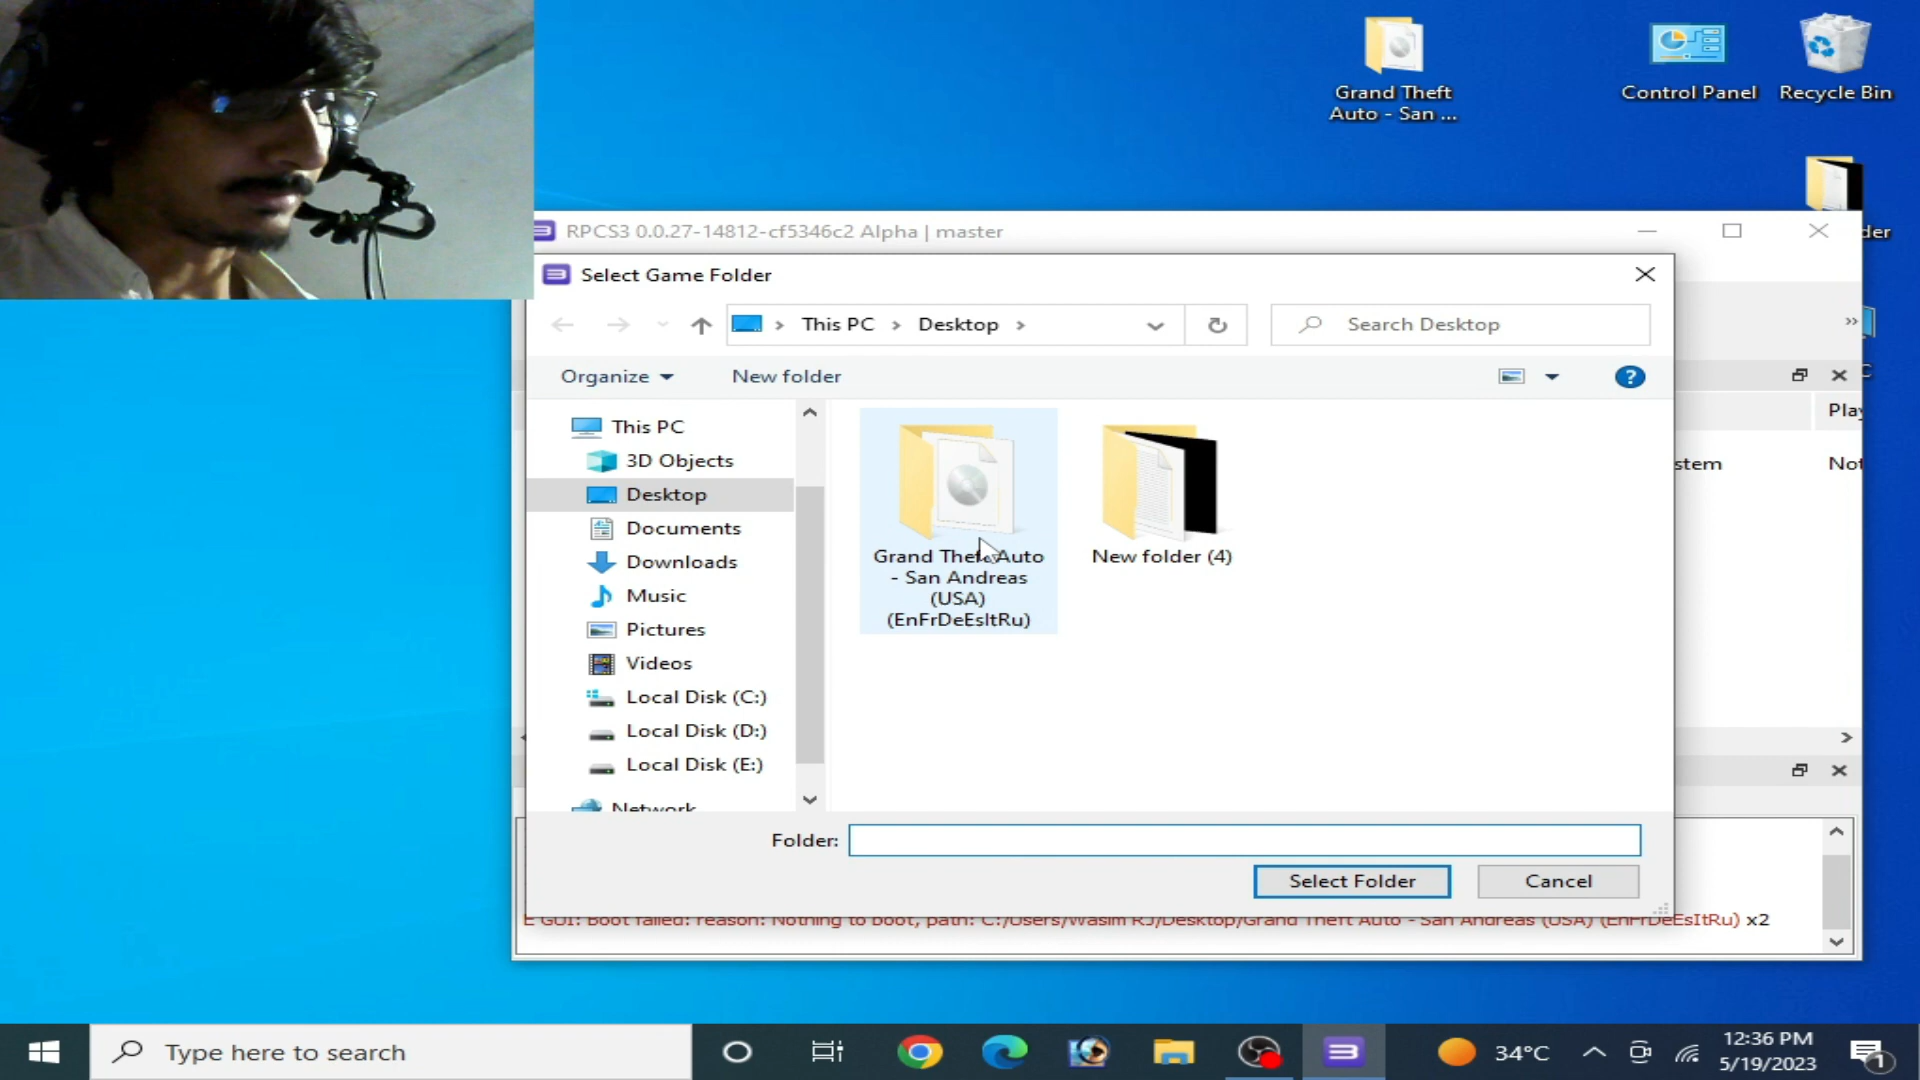 Grand Theft
Auto - San ...
Control Panel
Recycle Bin
der
RPCS3 0.0.27-14812-cf5346c2 Alpha | master
Select Game Folder
This PC > Desktop >
Search Desktop
Organize
New folder
This PC
3D Objects
Desktop
Documents
Downloads
Music
Pictures
Videos
Local Disk (C:)
Local Disk (D:)
Local Disk (E:)
Network
Grand Theft Auto
- San Andreas
(USA)
(EnFrDeEsItRu)
New folder (4)
C
Play
stem
Not
Folder:
Select Folder
Cancel
E GUI: Boot failed: reason: Nothing to boot, path: C:/Users/Wasim RJ/Desktop/Grand Theft Auto - San Andreas (USA) (EnFrDeEsItRu) x2
Type here to search
34°C
12:36 PM
5/19/2023
1